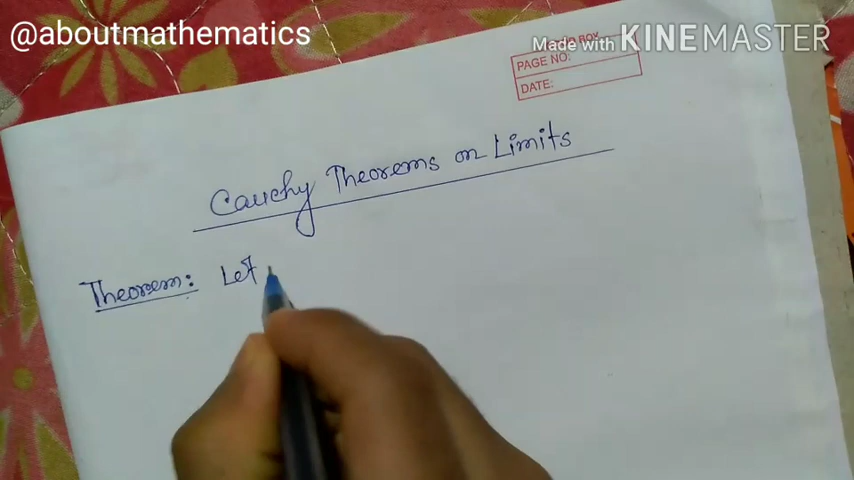 @aboutmathematics
Made with KINEMASTER
PAGE NO:
DATE:
Cauchy Theorems on Limits
Theorem: Let